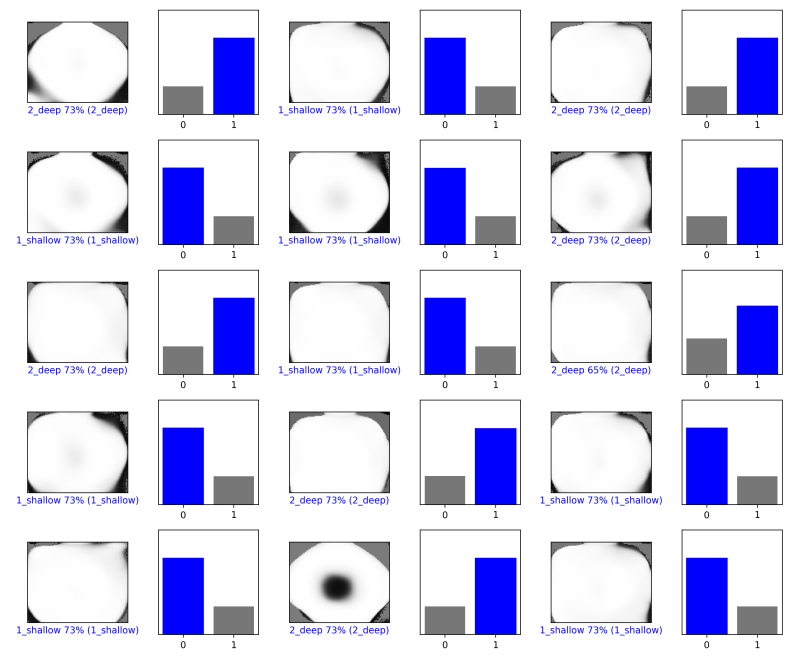 0 1 0 1 0 1
2_deep 73% (2_deep) 1_shallow 73% (1_shallow) 2_deep 73% (2_deep)
0 1 0 1 0 1
1_shallow 73% (1_shallow) 1_shallow 73% (1_shallow) 2_deep 73% (2_deep)
0 1 0 1 0 1
2_deep 73% (2_deep) 1_shallow 73% (1_shallow) 2_deep 65% (2_deep)
0 1 0 1 0 1
1_shallow 73% (1_shallow) 2_deep 73% (2_deep) 1_shallow 73% (1_shallow)
0 1 0 1 0 1
1_shallow 73% (1_shallow) 2_deep 73% (2_deep) 1_shallow 73% (1_shallow)